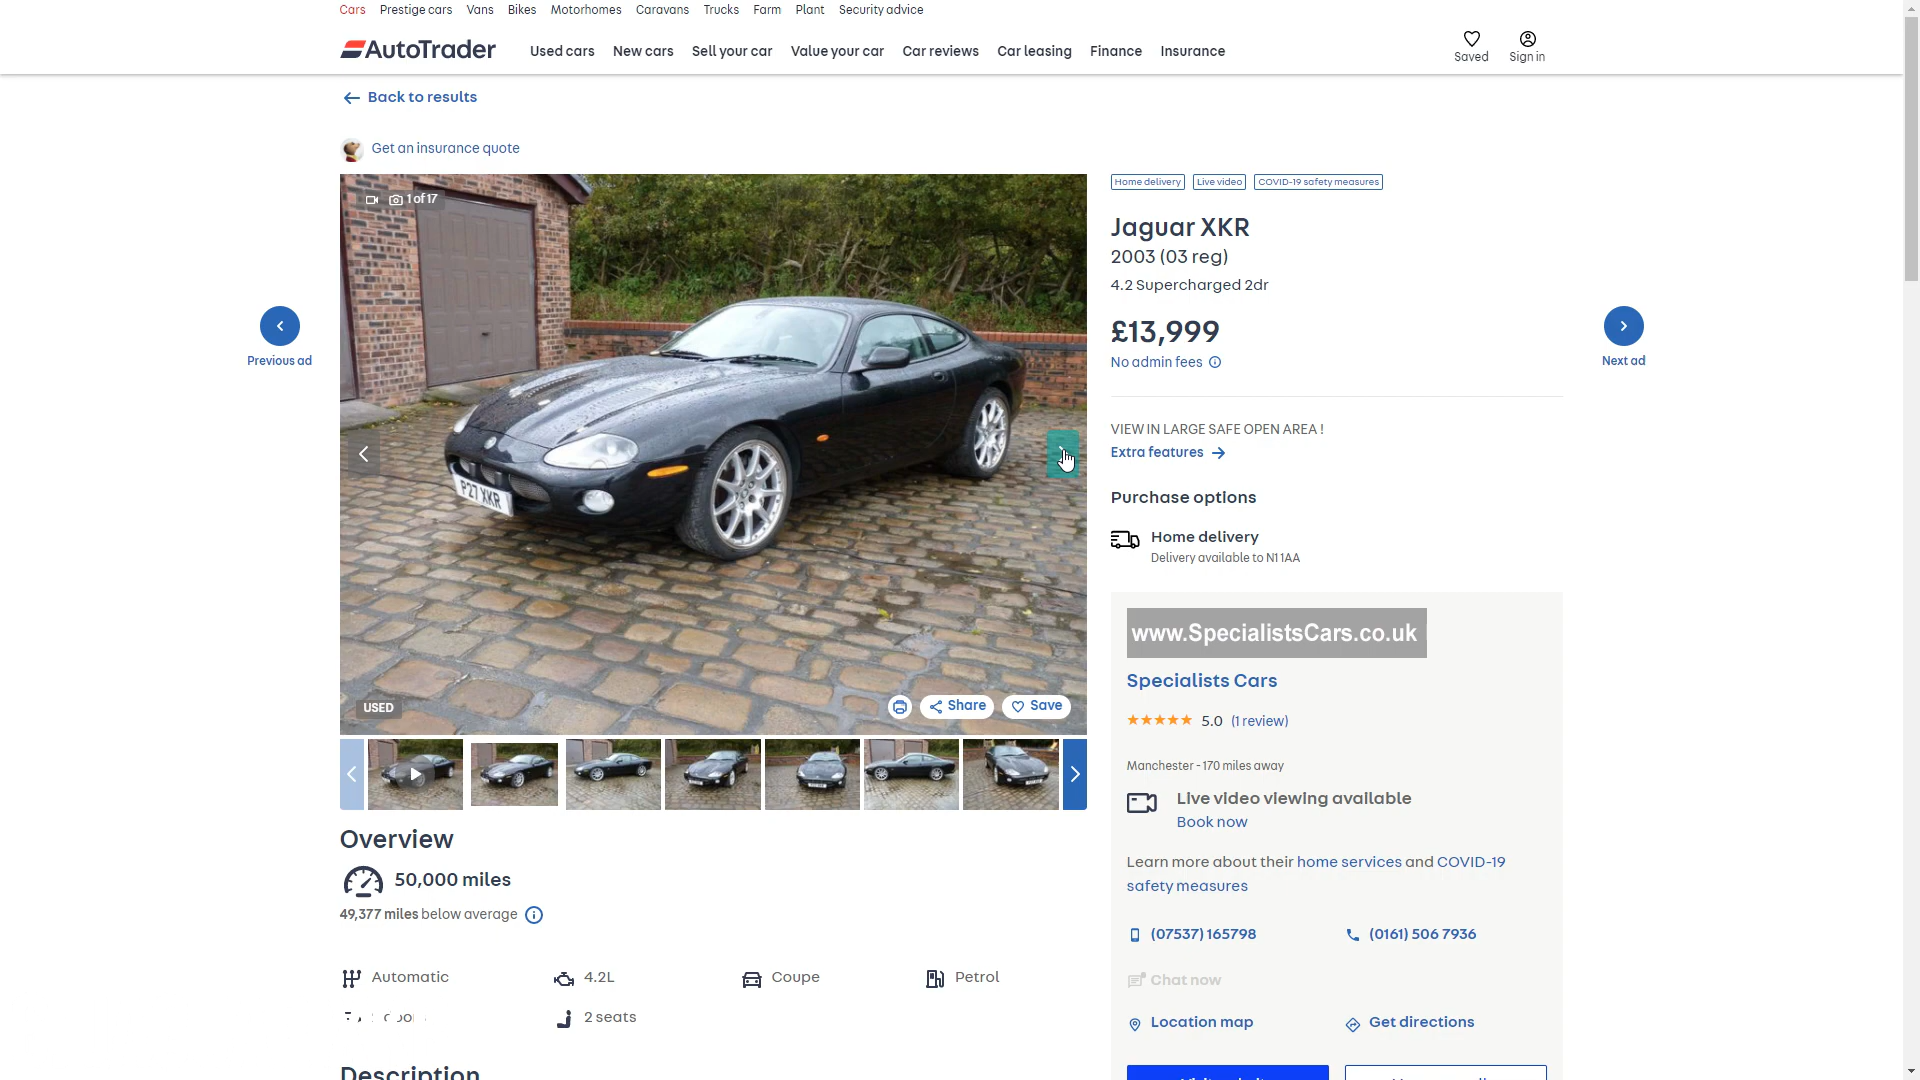 Cars Prestige cars Vans Bikes Motorhomes Caravans Trucks Farm Plant Security advice
AutoTrader Used cars New cars Sell your car Value your car Car reviews Car leasing Finance Insurance Saved Sign in
Back to results
Get an insurance quote
1 of 17
Home delivery Live video COVID-19 safety measures
Jaguar XKR
2003 (03 reg)
4.2 Supercharged 2dr
£13,999
No admin fees
Previous ad
Next ad
VIEW IN LARGE SAFE OPEN AREA !
Extra features
P27 XKR
Purchase options
Home delivery
Delivery available to N1 1AA
www.SpecialistsCars.co.uk
Specialists Cars
5.0 (1 review)
USED Share Save
Manchester - 170 miles away
Live video viewing available
Book now
Learn more about their home services and COVID-19
safety measures
(07537) 165798 (0161) 506 7936
Chat now
Location map Get directions
Overview
50,000 miles
49,377 miles below average
Automatic 4.2L Coupe Petrol
2 seats
Description